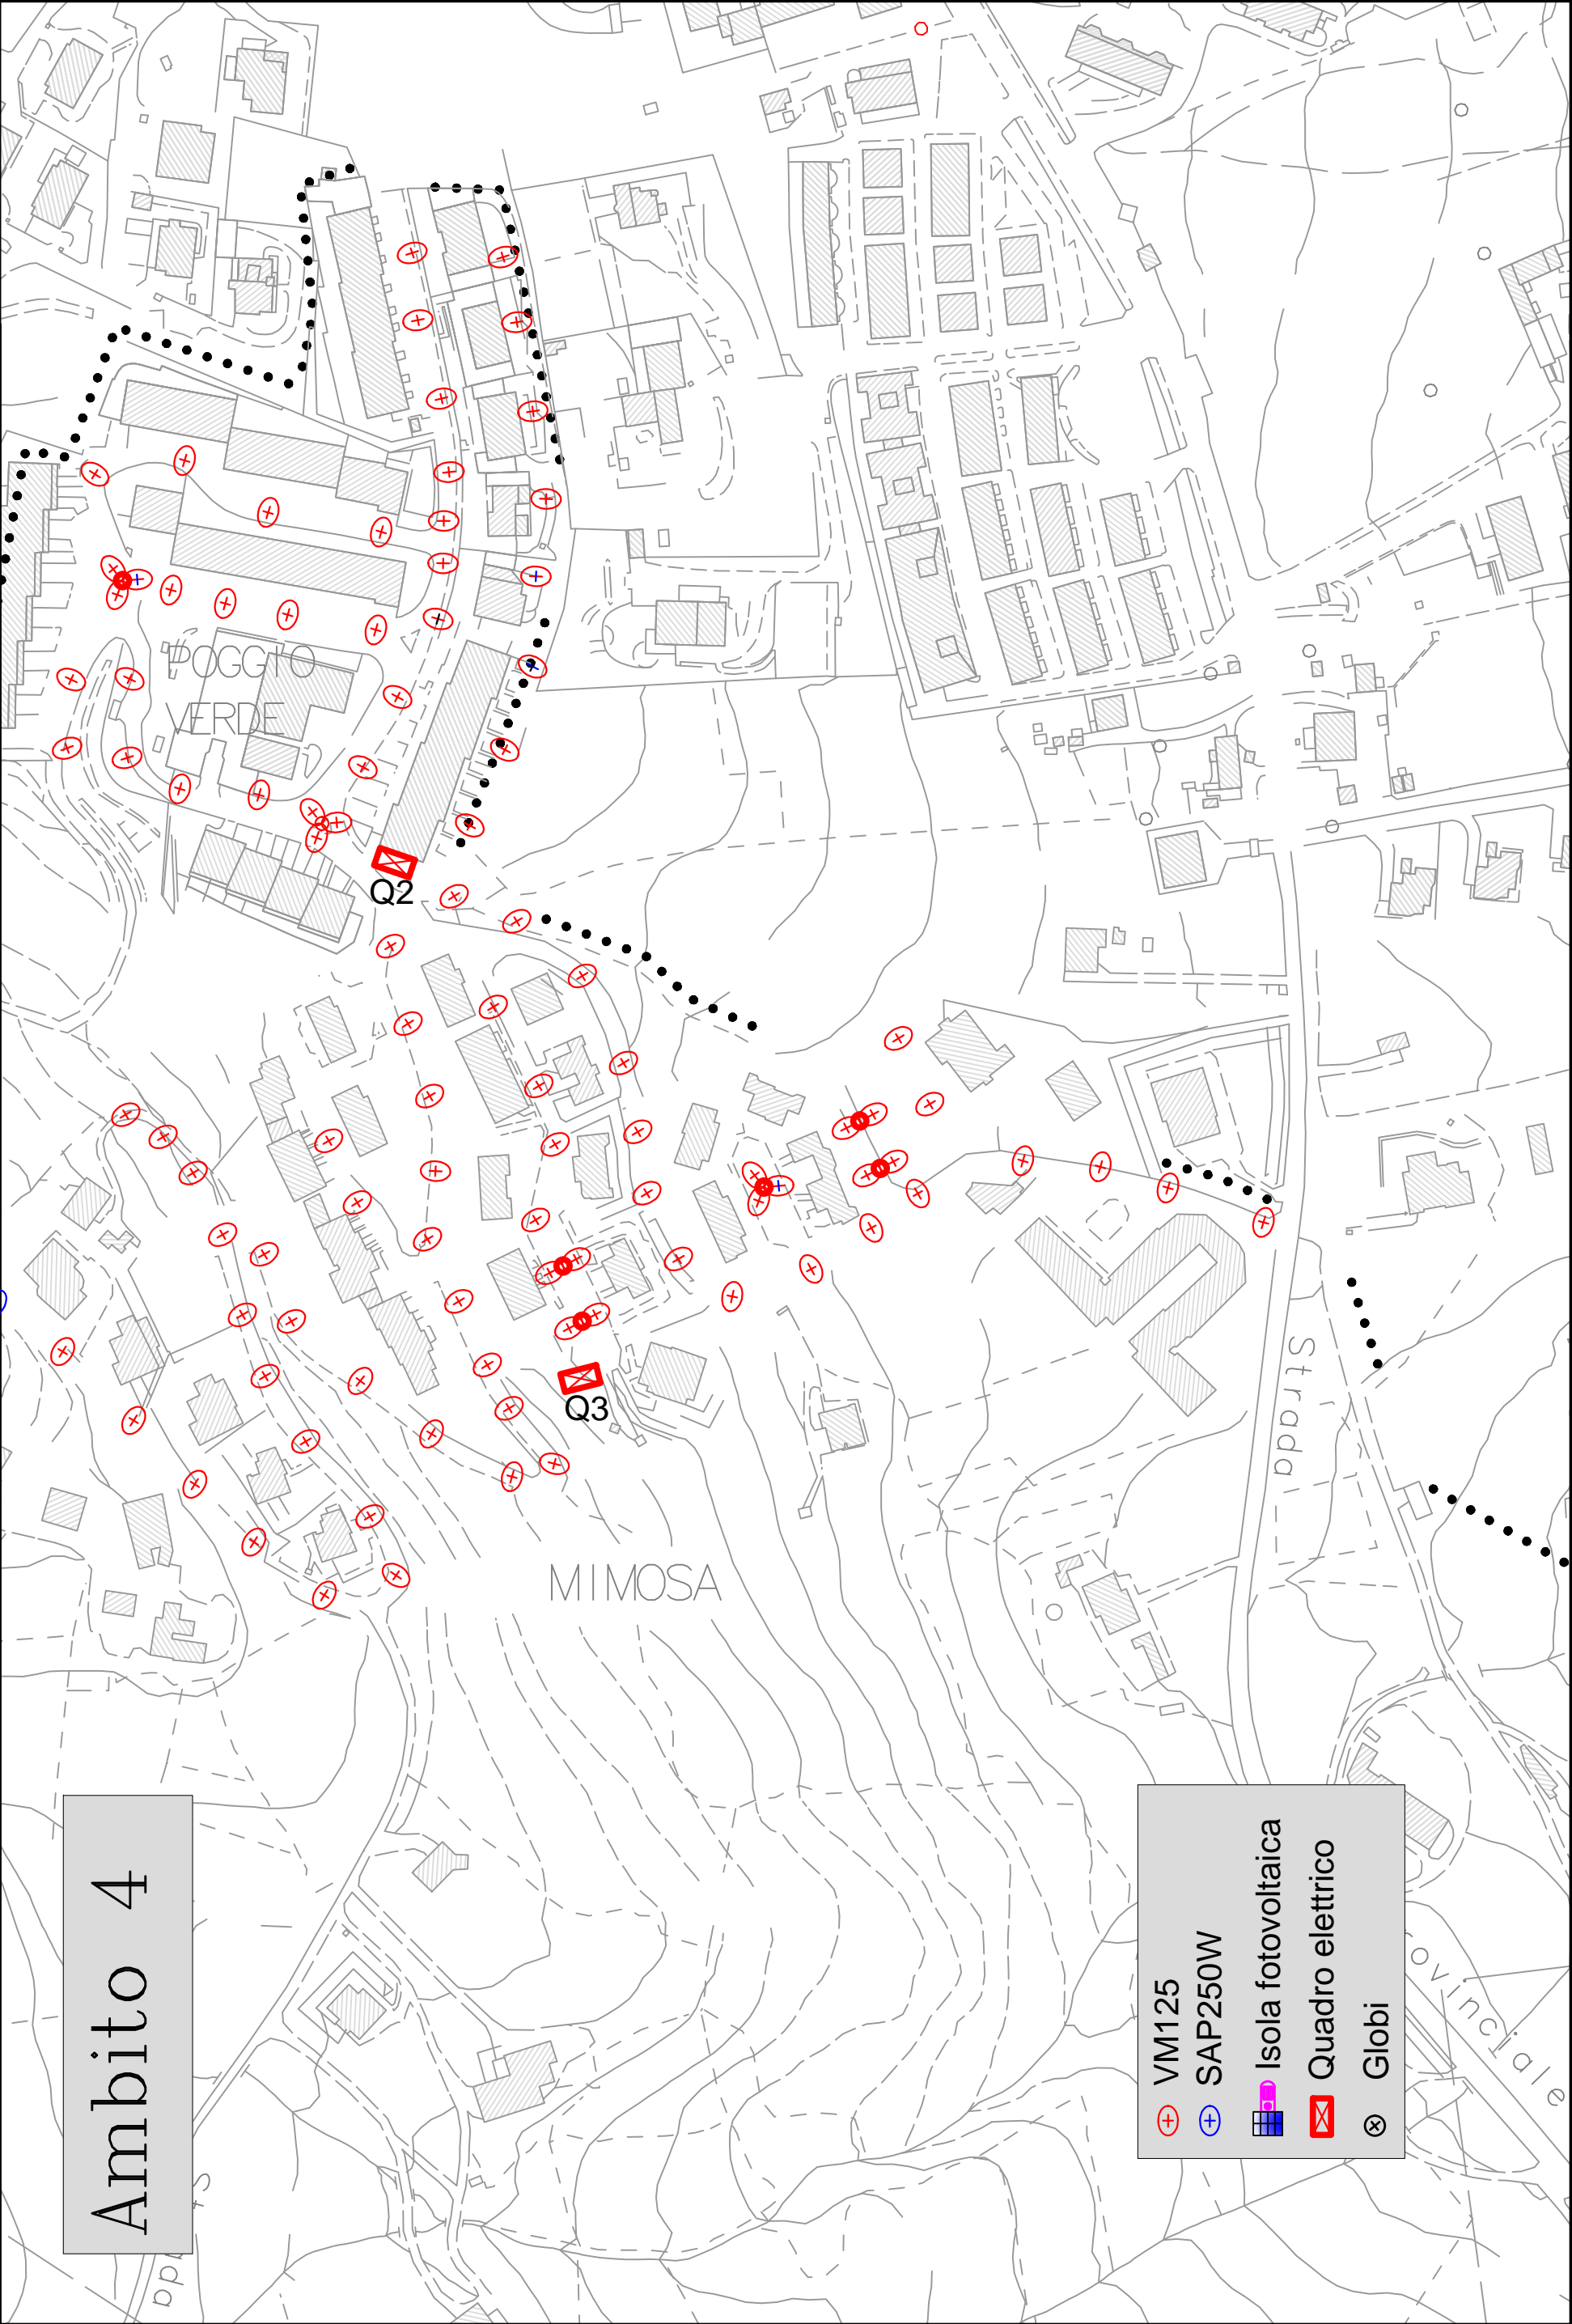 POGGIO
VERDE
Q2
Q3
MIMOSA
Strada
Ambito 4
VM125
SAP250W
Isola fotovoltaica
Quadro elettrico
Globi
ovinciale